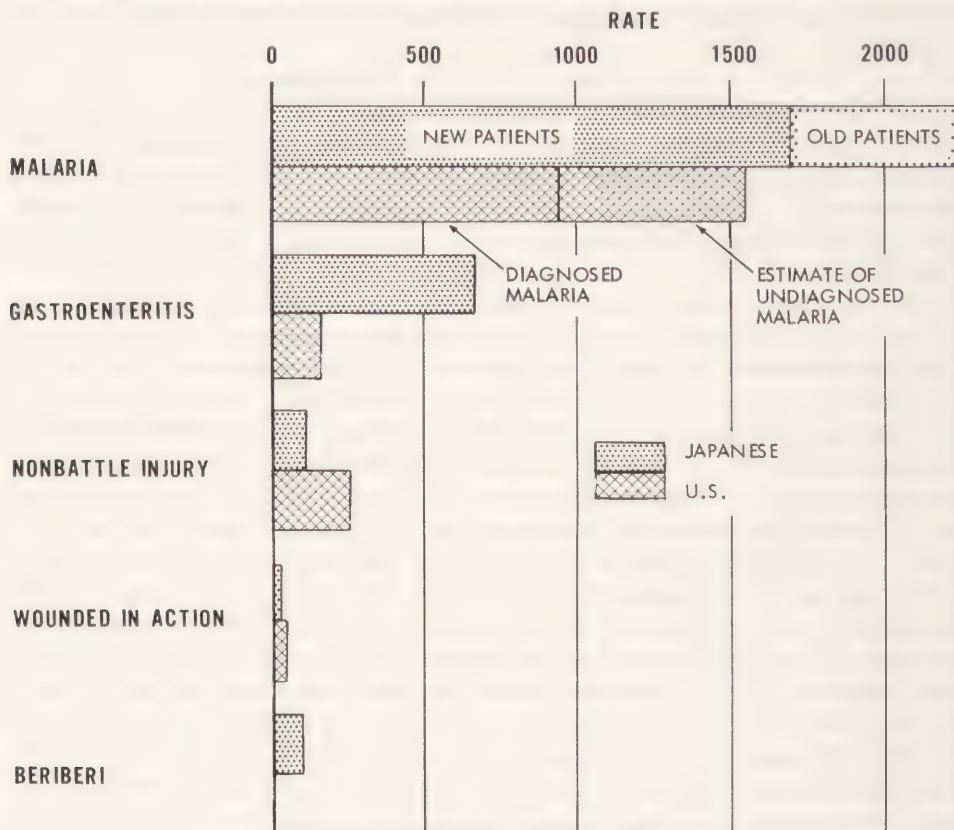 RATE
0 500 1000 1500 2000
MALARIA
NEW PATIENTS
OLD PATIENTS
DIAGNOSED
MALARIA
ESTIMATE OF
UNDIAGNOSED
MALARIA
GASTROENTERITIS
NONBATTLE INJURY
JAPANESE
U.S.
WOUNDED IN ACTION
BERIBERI